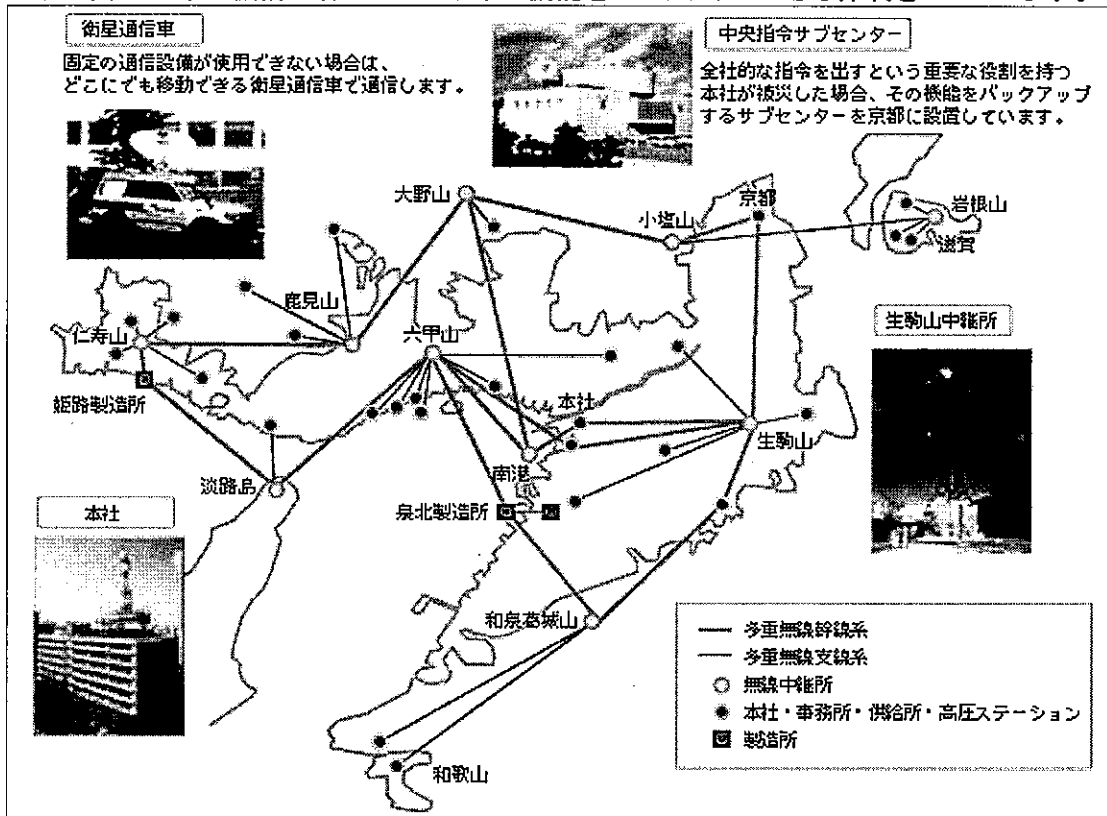 衛星通信車
固定の通信設備が使用できない場合は、
どこにでも移動できる衛星通信車で通信します。
中央指令サブセンター
全社的な指令を出すという重要な役割を持つ
本社が被災した場合、その機能をバックアップ
するサブセンターを京都に設置しています。
大野山
小塩山
京都
岩根山
滋賀
鹿見山
仁寿山
六甲山
生駒山中継所
姫路製造所
本社
生駒山
南港
淡路島
泉北製造所
本社
和泉葛城山
和歌山
多重無線幹線系
多重無線支線系
無線中継所
本社・事務所・供給所・高圧ステーション
製造所